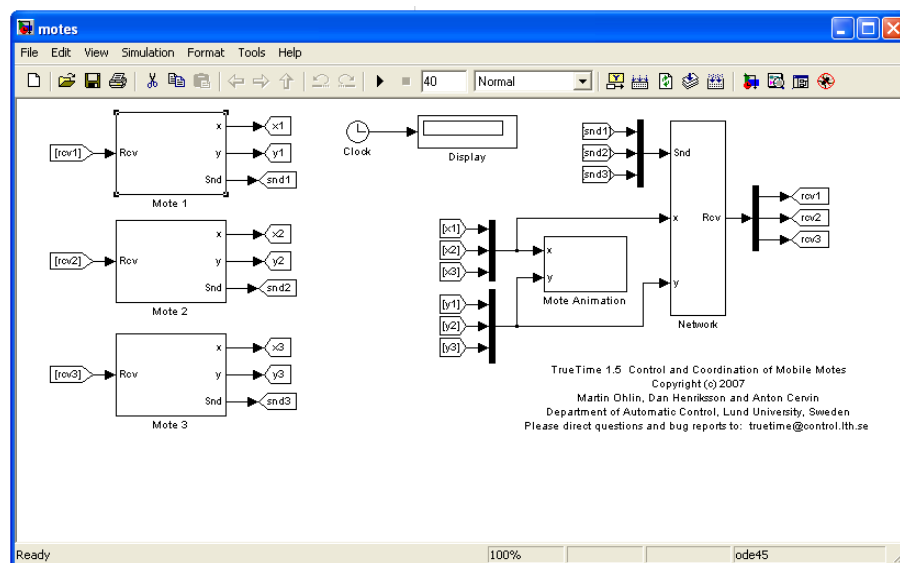 motes
File Edit View Simulation Format Tools Help
40 Normal
[rcv1] Rcv x y Snd x1 y1 snd1
Mote 1
[rcv2] Rcv x y Snd x2 y2 snd2
Mote 2
[rcv3] Rcv x y Snd x3 y3 snd3
Mote 3
Clock
Display
[snd1]
[snd2]
[snd3]
Snd
x
y
Rcv
Network
rcv1
rcv2
rcv3
[x1]
[x2]
[x3]
x
y
Mote Animation
[y1]
[y2]
[y3]
TrueTime 1.5 Control and Coordination of Mobile Motes
Copyright (c) 2007
Martin Ohlin, Dan Henriksson and Anton Cervin
Department of Automatic Control, Lund University, Sweden
Please direct questions and bug reports to: truetime@control.lth.se
Ready 100% ode45